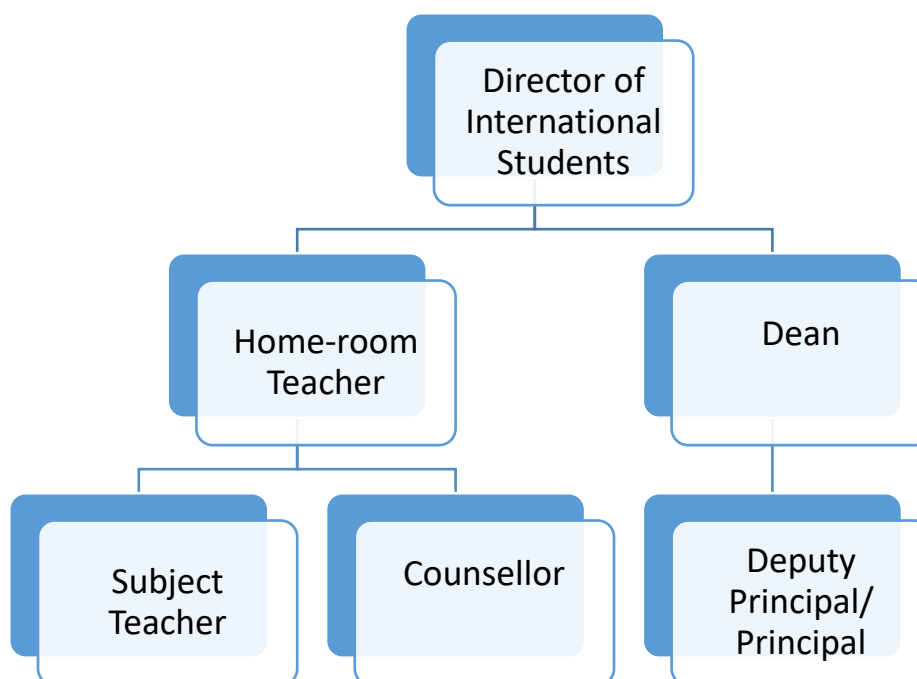 Director of
International
Students
Home-room
Teacher
Dean
Subject
Teacher
Counsellor
Deputy
Principal/
Principal